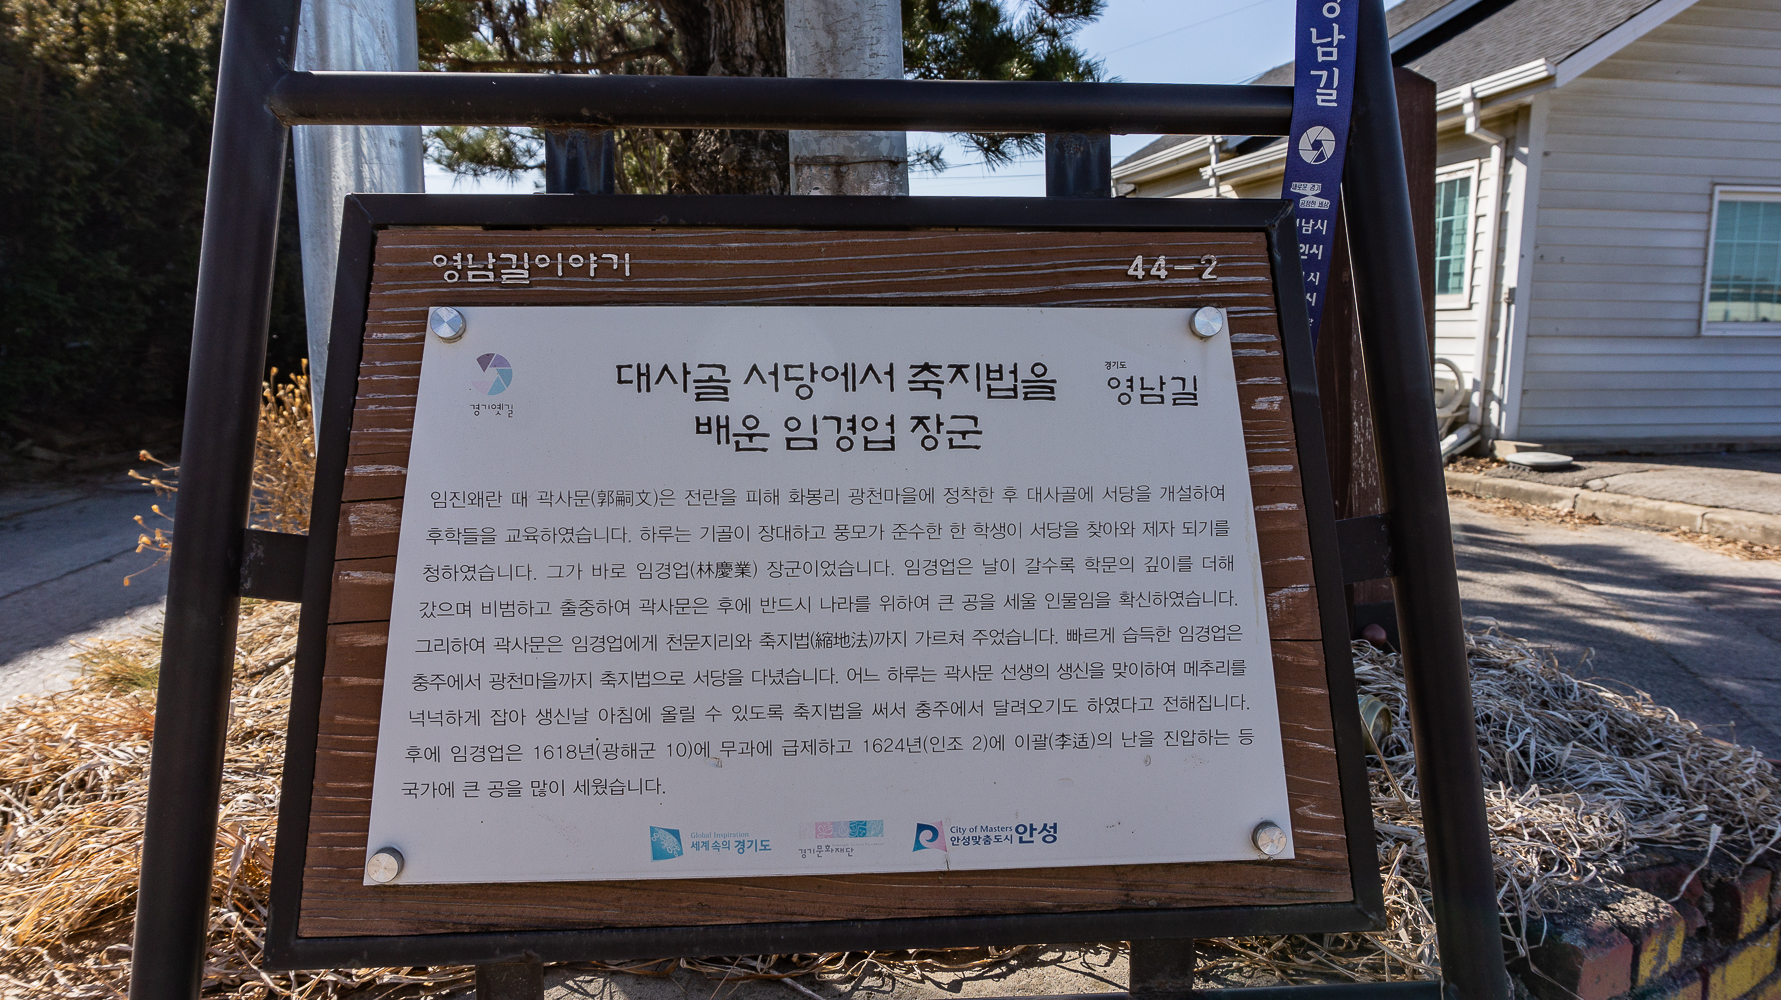 영남길
새로운 경기
공정한 세상
영남길이야기
44-2
경기옛길
대사골 서당에서 축지법을
배운 임경업 장군
경기도
영남길
임진왜란 때 곽사문(郭嗣文)은 전란을 피해 화봉리 광천마을에 정착한 후 대사골에 서당을 개설하여
후학들을 교육하였습니다. 하루는 기골이 장대하고 풍모가 준수한 한 학생이 서당을 찾아와 제자 되기를
청하였습니다. 그가 바로 임경업(林慶業) 장군이었습니다. 임경업은 날이 갈수록 학문의 깊이를 더해
갔으며 비범하고 출중하여 곽사문은 후에 반드시 나라를 위하여 큰 공을 세울 인물임을 확신하였습니다.
그리하여 곽사문은 임경업에게 천문지리와 축지법(縮地法)까지 가르쳐 주었습니다. 빠르게 습득한 임경업은
충주에서 광천마을까지 축지법으로 서당을 다녔습니다. 어느 하루는 곽사문 선생의 생신을 맞이하여 메추리를
넉넉하게 잡아 생신날 아침에 올릴 수 있도록 축지법을 써서 충주에서 달려오기도 하였다고 전해집니다.
후에 임경업은 1618년(광해군 10)에 무과에 급제하고 1624년(인조 2)에 이괄(李适)의 난을 진압하는 등
국가에 큰 공을 많이 세웠습니다.
Global Inspiration
세계속의 경기도
경기문화재단
City of Masters
안성맞춤도시 안성